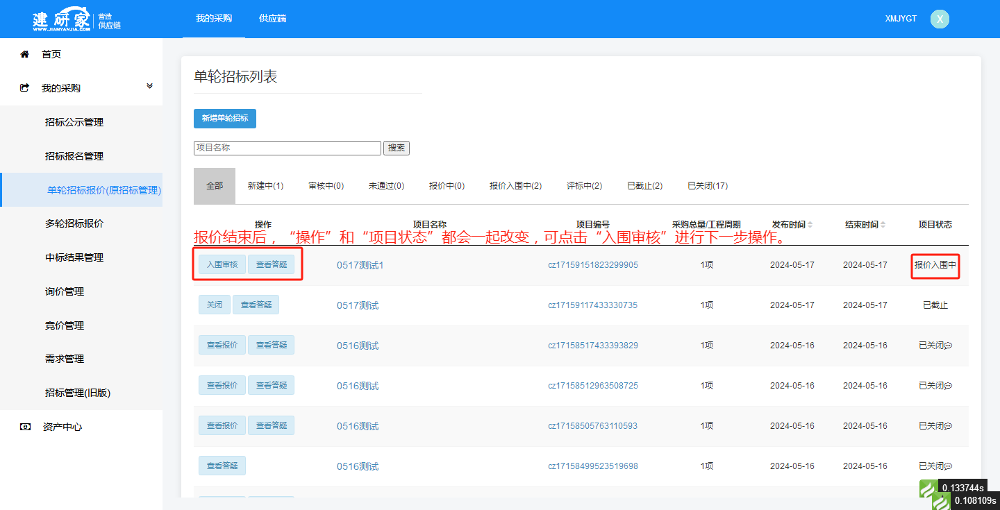 建研家 营造
WWW.JIANYANJIA.COM 供应链
我的采购 供应端 XMJYGT X
首页
我的采购
招标公示管理
招标报名管理
单轮招标报价(原招标管理)
多轮招标报价
中标结果管理
询价管理
竞价管理
需求管理
招标管理(旧版)
资产中心
单轮招标列表
新增单轮招标
项目名称 搜索
全部 新建中(1) 审核中(0) 未通过(0) 报价中(0) 报价入围中(2) 评标中(2) 已截止(2) 已关闭(17)
操作 项目名称 项目编号 采购总量/工程周期 发布时间 结束时间 项目状态
报价结束后，“操作”和“项目状态”都会一起改变，可点击“入围审核”进行下一步操作。
入围审核 查看答疑 0517测试1 cz17159151823299905 1项 2024-05-17 2024-05-17 报价入围中
关闭 查看答疑 0517测试 cz17159117433330735 1项 2024-05-17 2024-05-17 已截止
查看报价 查看答疑 0516测试 cz17158517433393829 1项 2024-05-16 2024-05-16 已关闭
查看报价 查看答疑 0516测试 cz17158512963508725 1项 2024-05-16 2024-05-16 已关闭
查看报价 查看答疑 0516测试 cz17158505763110593 1项 2024-05-16 2024-05-16 已关闭
查看答疑 0516测试 cz17158499523519698 1项 2024-05-16 2024-05-16 已关闭
0.133744s
0.108109s